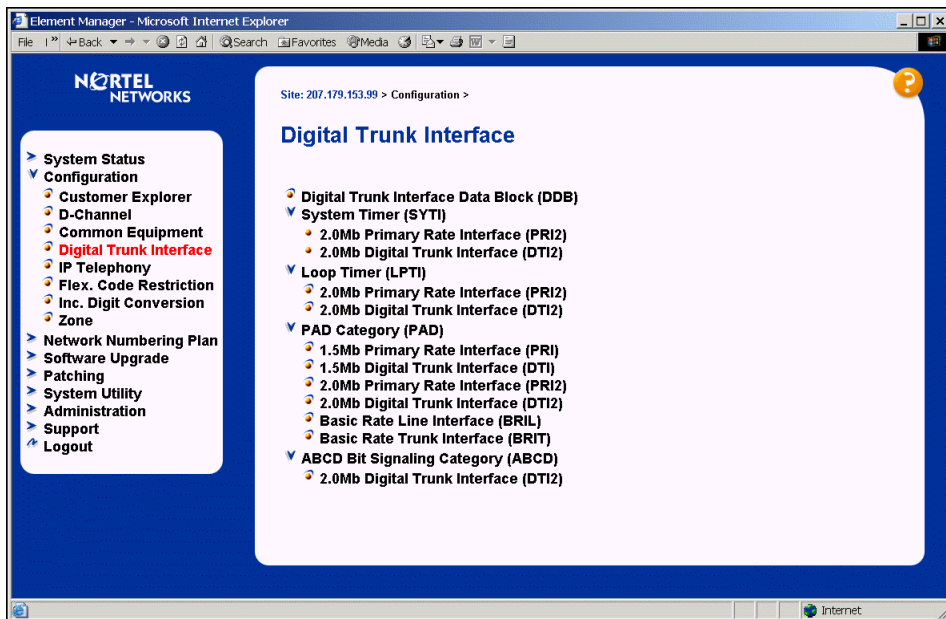 Element Manager - Microsoft Internet Explorer
File
Back
Search
Favorites
Media
NORTEL
NETWORKS
Site: 207.179.153.99 > Configuration >
Digital Trunk Interface
System Status
Configuration
Customer Explorer
D-Channel
Common Equipment
Digital Trunk Interface
IP Telephony
Flex. Code Restriction
Inc. Digit Conversion
Zone
Network Numbering Plan
Software Upgrade
Patching
System Utility
Administration
Support
Logout
Digital Trunk Interface Data Block (DDB)
System Timer (SYTI)
2.0Mb Primary Rate Interface (PRI2)
2.0Mb Digital Trunk Interface (DTI2)
Loop Timer (LPTI)
2.0Mb Primary Rate Interface (PRI2)
2.0Mb Digital Trunk Interface (DTI2)
PAD Category (PAD)
1.5Mb Primary Rate Interface (PRI)
1.5Mb Digital Trunk Interface (DTI)
2.0Mb Primary Rate Interface (PRI2)
2.0Mb Digital Trunk Interface (DTI2)
Basic Rate Line Interface (BRIL)
Basic Rate Trunk Interface (BRIT)
ABCD Bit Signaling Category (ABCD)
2.0Mb Digital Trunk Interface (DTI2)
Internet